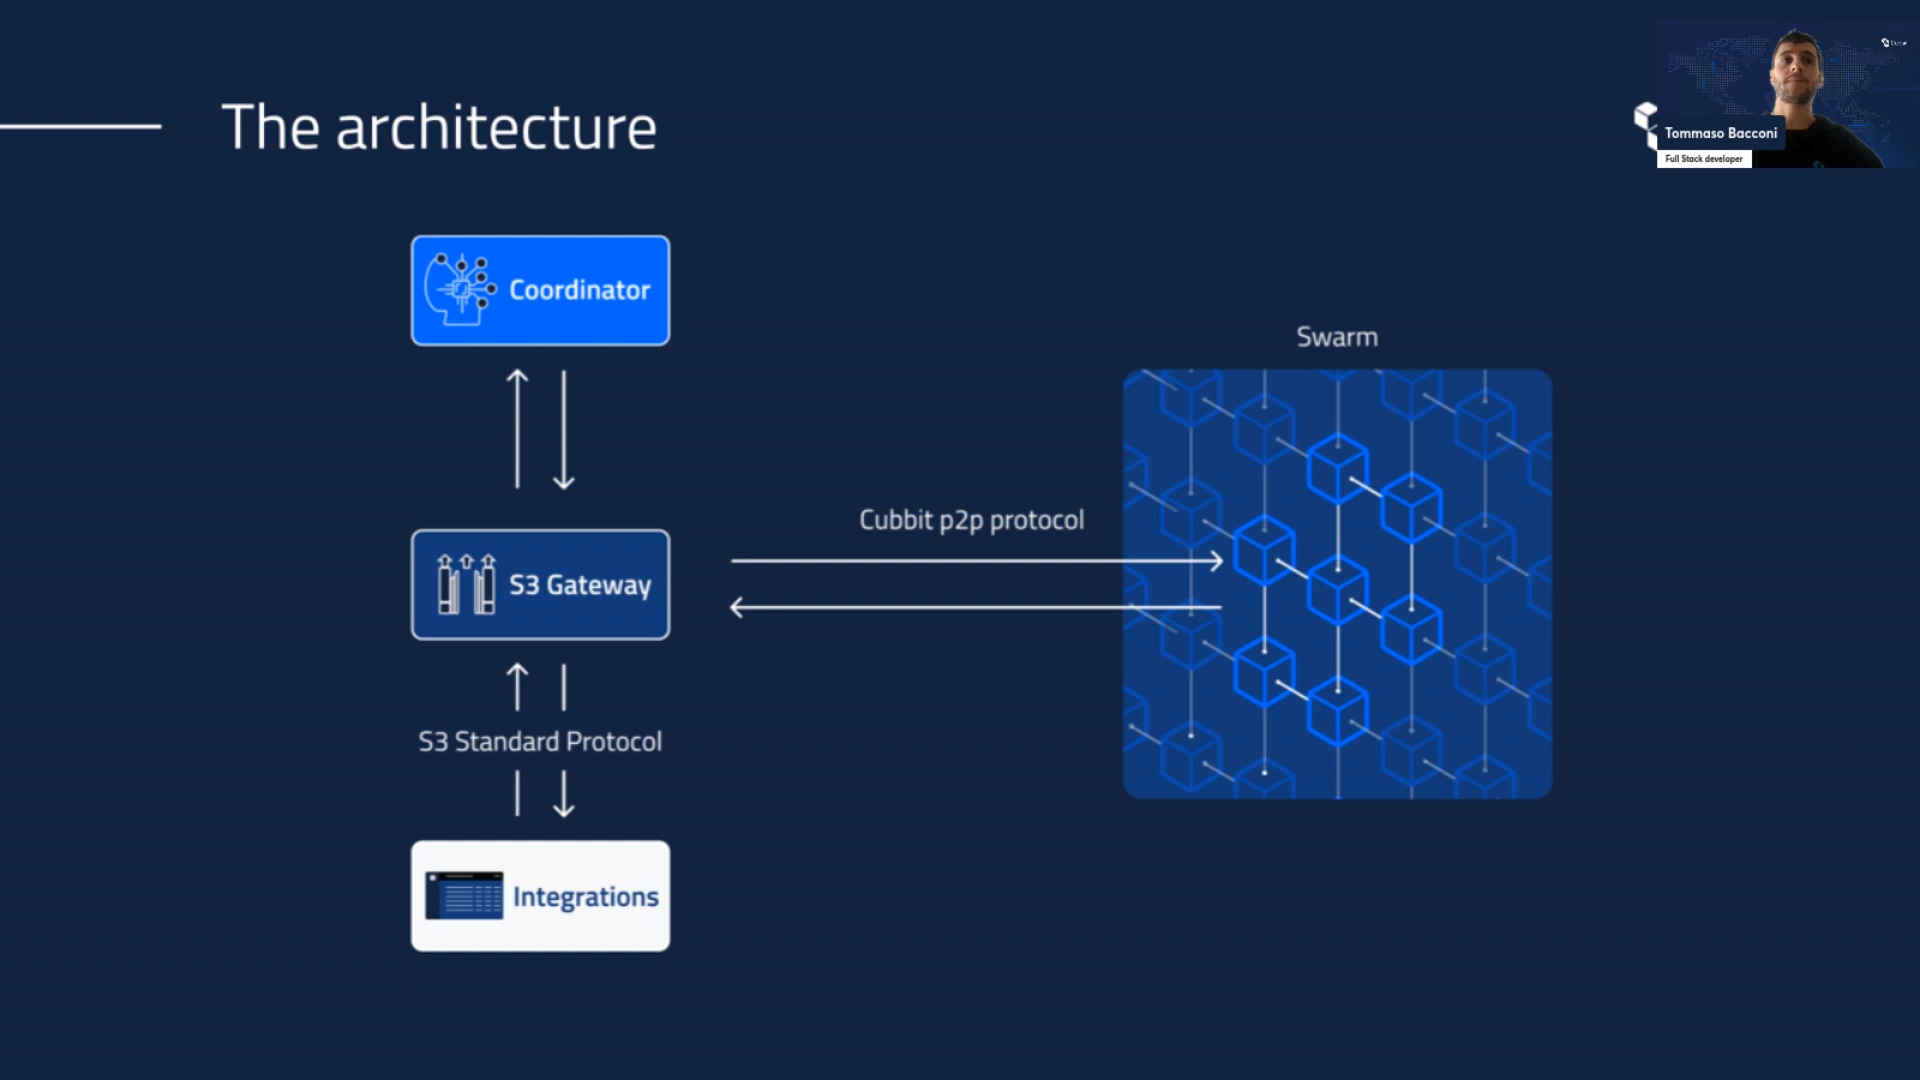 The architecture
Tommaso Bacconi
Full Stack developer
Coordinator
Swarm
Cubbit p2p protocol
S3 Gateway
S3 Standard Protocol
Integrations